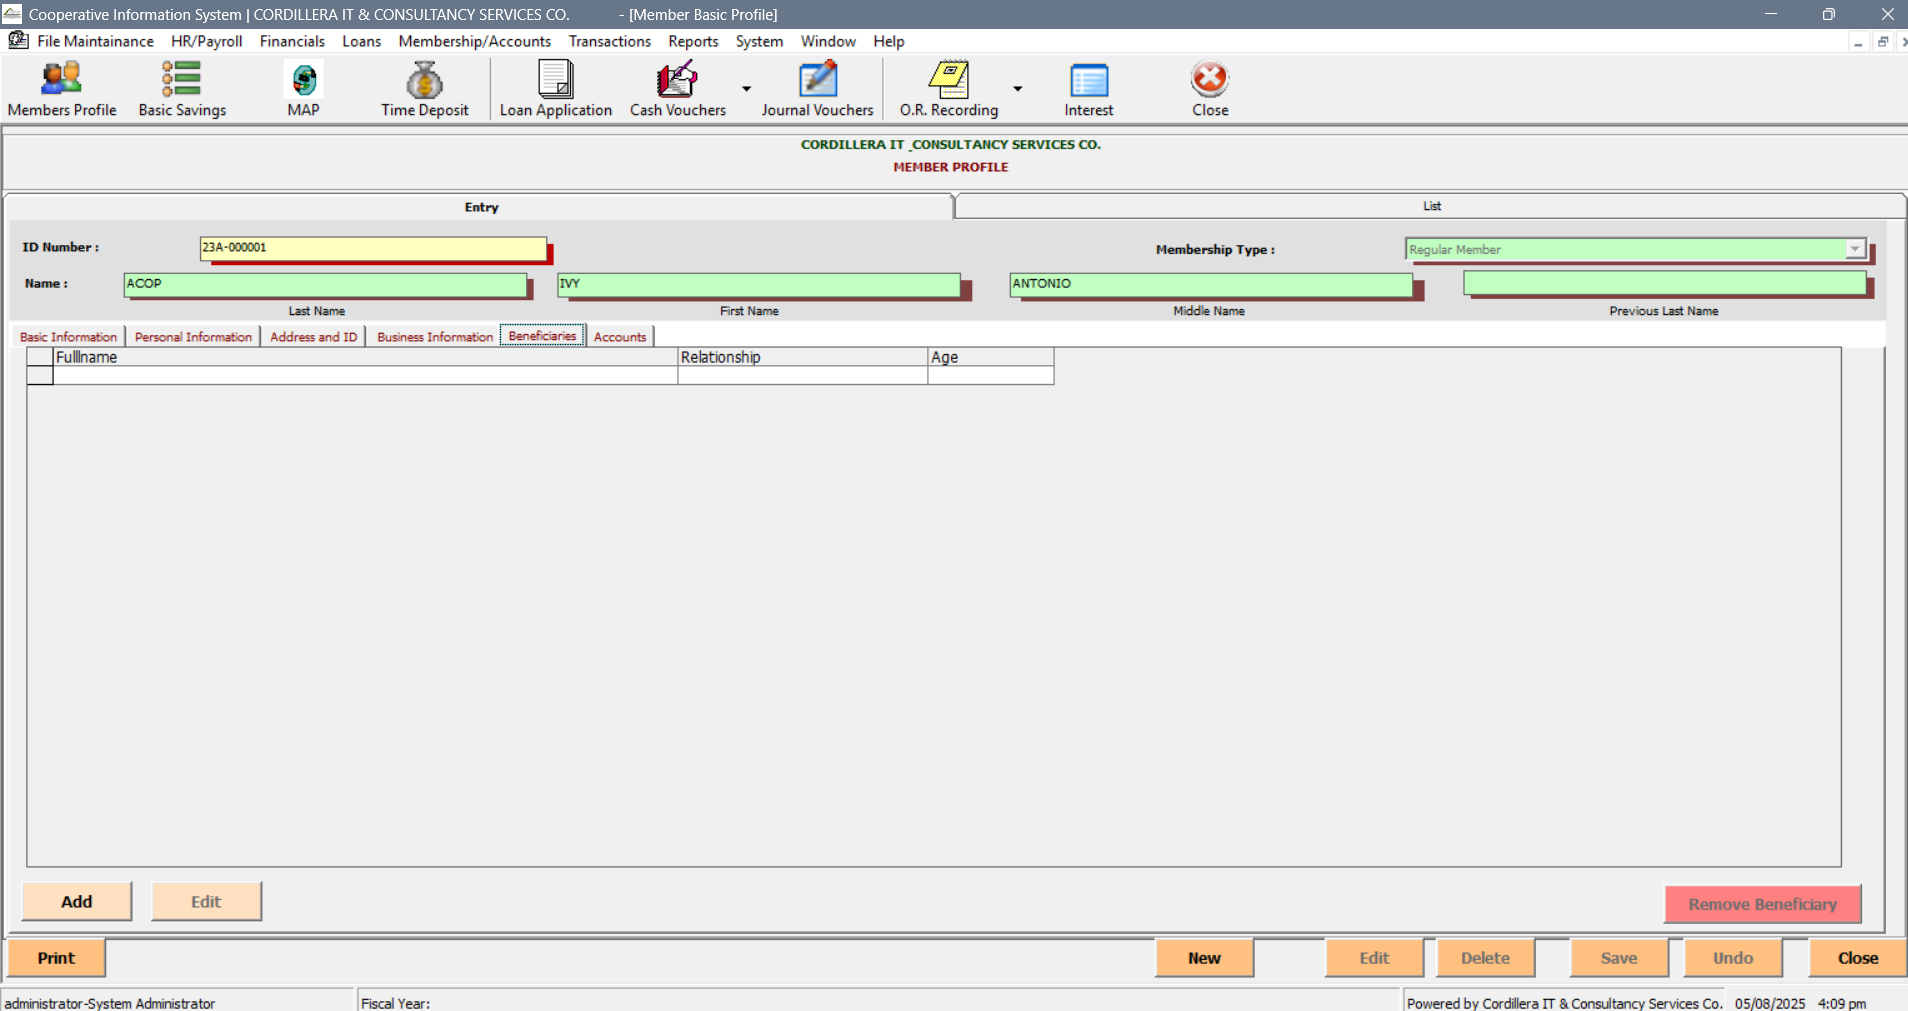 Cooperative Information System | CORDILLERA IT & CONSULTANCY SERVICES CO. - [Member Basic Profile]
File Maintainance HR/Payroll Financials Loans Membership/Accounts Transactions Reports System Window Help
Members Profile Basic Savings MAP Time Deposit Loan Application Cash Vouchers Journal Vouchers O.R. Recording Interest Close
CORDILLERA IT _CONSULTANCY SERVICES CO.
MEMBER PROFILE
Entry List
ID Number : 23A-000001 Membership Type : Regular Member
Name : ACOP IVY ANTONIO
Last Name First Name Middle Name Previous Last Name
Basic Information Personal Information Address and ID Business Information Beneficiaries Accounts
Fullname Relationship Age
Add Edit Remove Beneficiary
Print New Edit Delete Save Undo Close
administrator-System Administrator Fiscal Year: Powered by Cordillera IT & Consultancy Services Co. 05/08/2025 4:09 pm